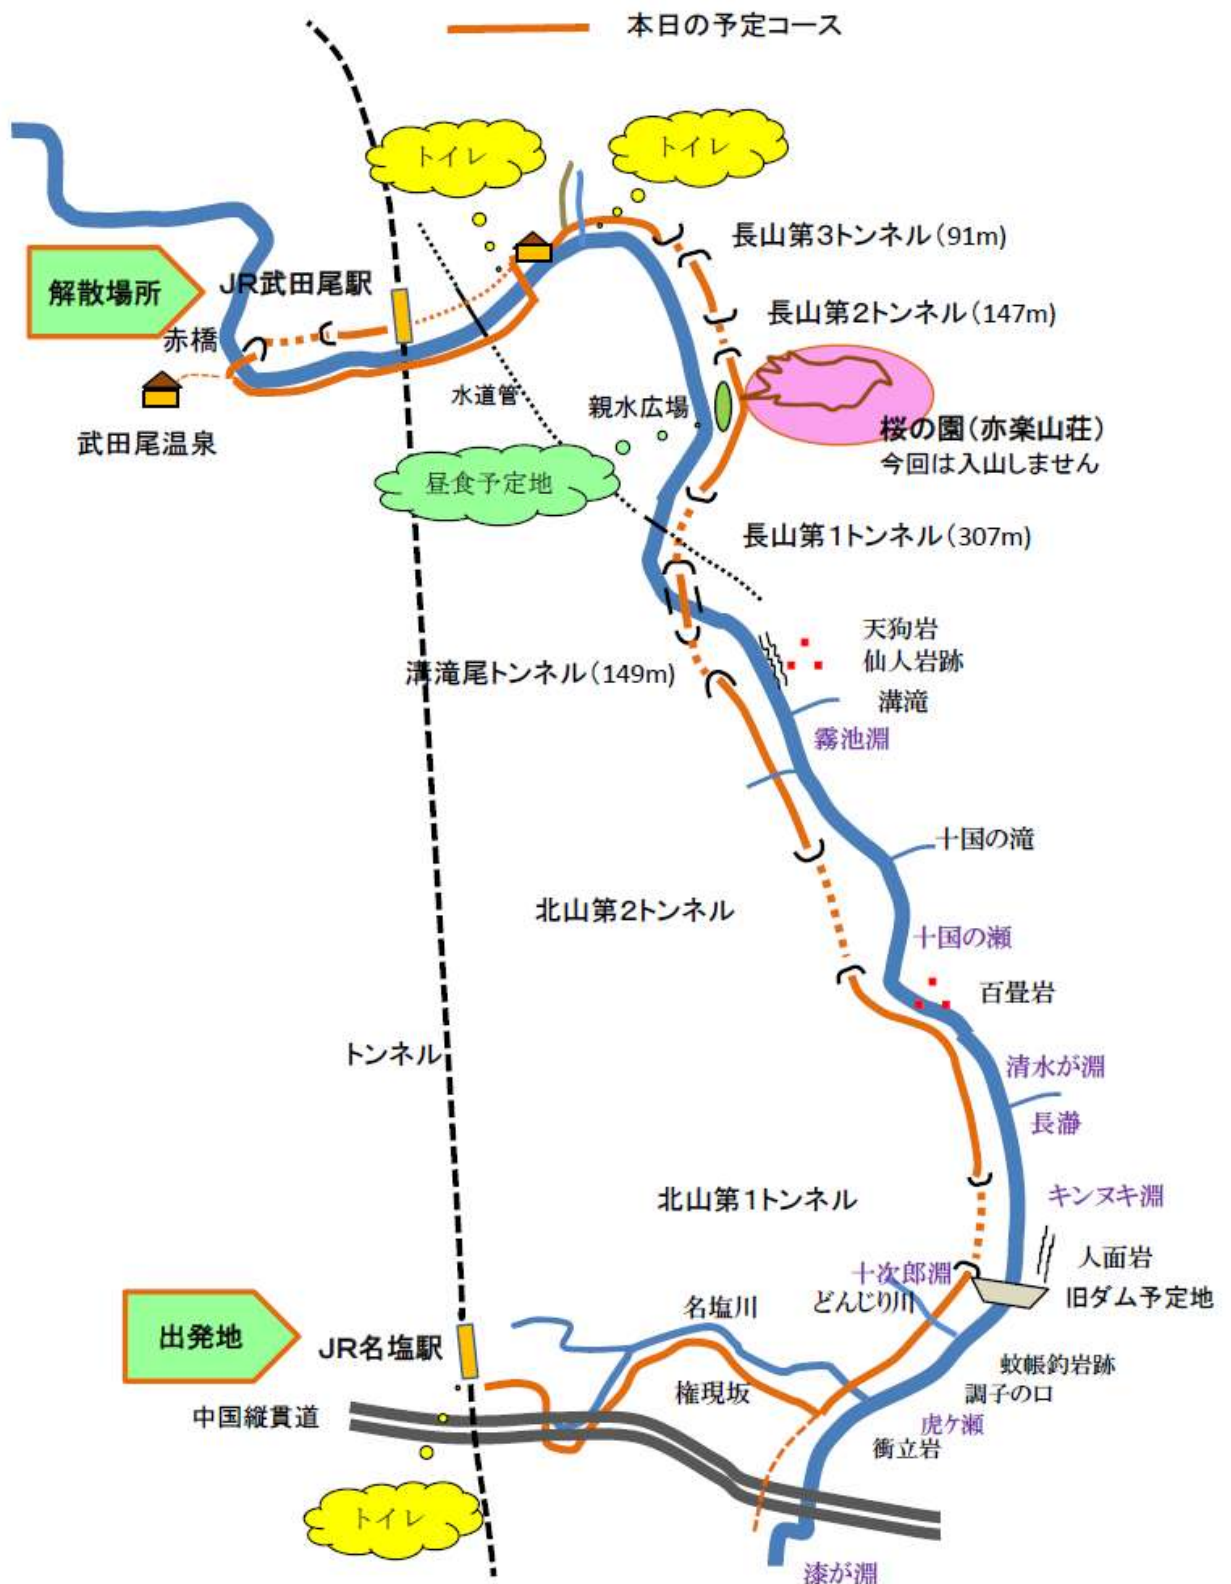 本日の予定コース
トイレ
トイレ
長山第3トンネル(91m)
解散場所
JR武田尾駅
長山第2トンネル(147m)
赤橋
水道管
親水広場
武田尾温泉
桜の園(亦楽山荘)
今回は入山しません
昼食予定地
長山第1トンネル(307m)
天狗岩
仙人岩跡
溝滝尾トンネル(149m)
溝滝
霧池淵
十国の滝
北山第2トンネル
十国の瀬
百畳岩
トンネル
清水が淵
長瀞
北山第1トンネル
キンヌキ淵
人面岩
十次郎淵
どんじり川
旧ダム予定地
名塩川
出発地
JR名塩駅
蚊帳釣岩跡
調子の口
権現坂
中国縦貫道
虎ケ瀬
衝立岩
トイレ
漆が淵